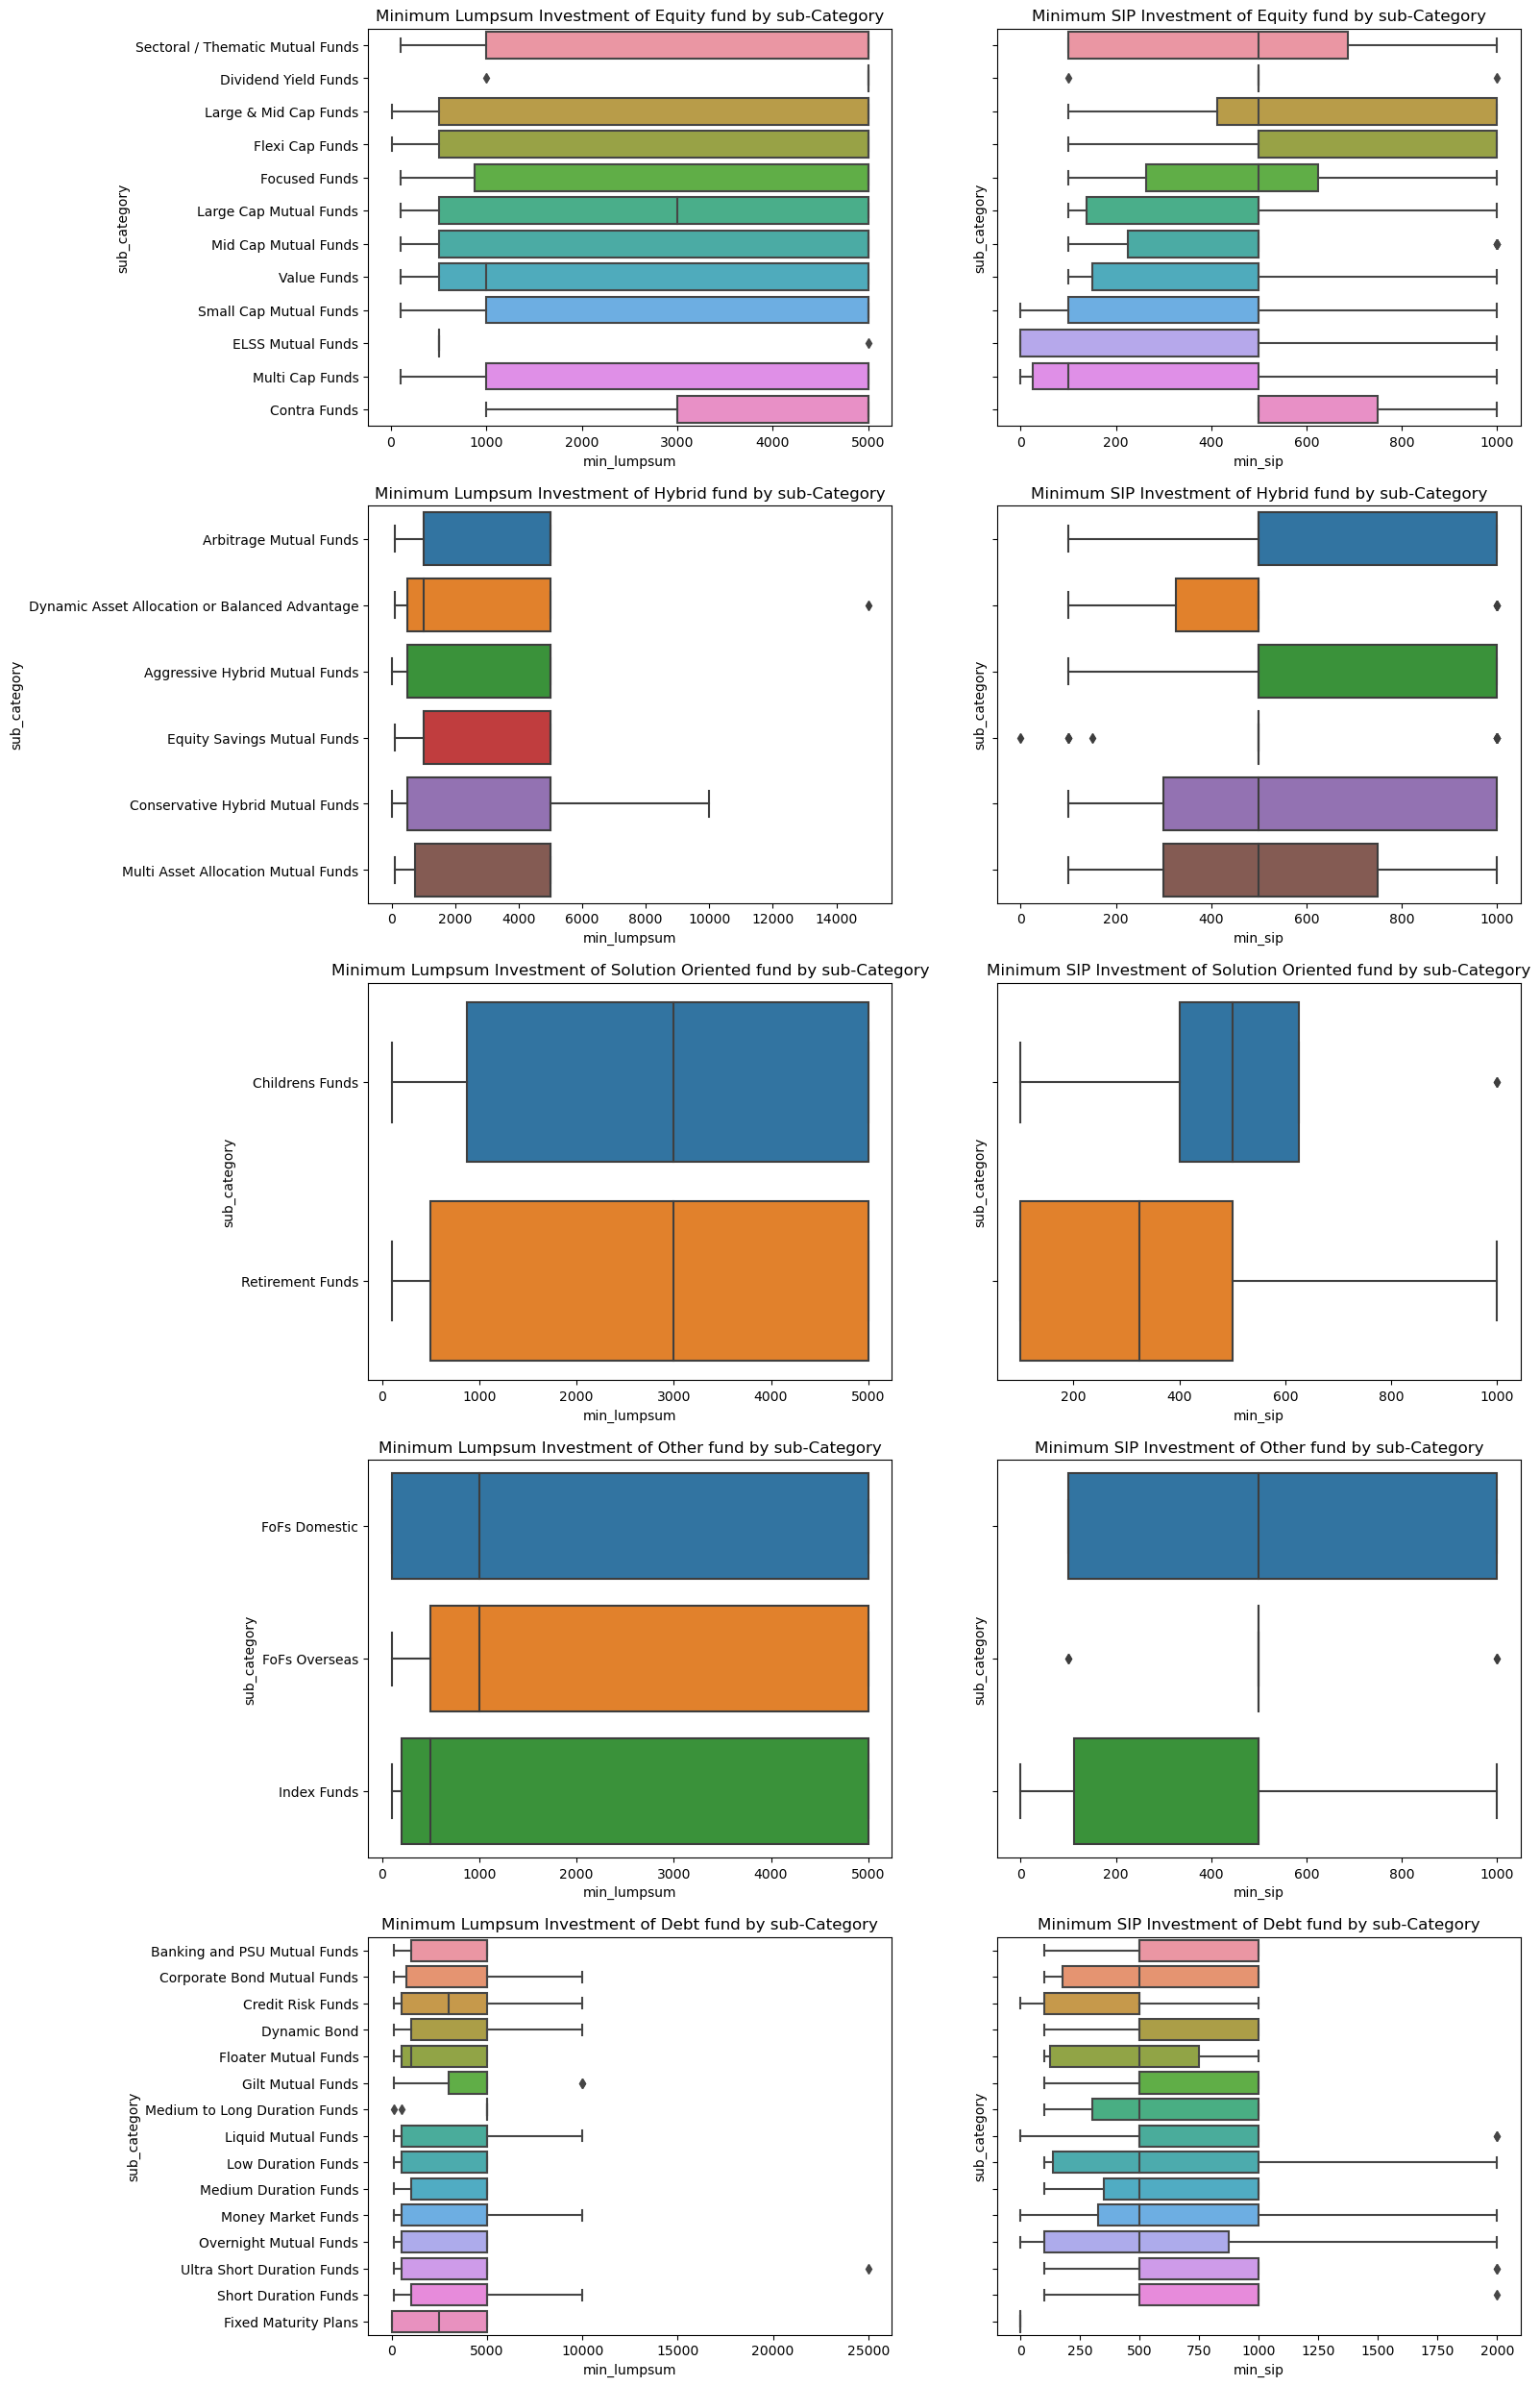 Minimum Lumpsum Investment of Equity fund by sub-Category
sub_category
Sectoral / Thematic Mutual Funds
Dividend Yield Funds
Large & Mid Cap Funds
Flexi Cap Funds
Focused Funds
Large Cap Mutual Funds
Mid Cap Mutual Funds
Value Funds
Small Cap Mutual Funds
ELSS Mutual Funds
Multi Cap Funds
Contra Funds
0 1000 2000 3000 4000 5000
min_lumpsum
Minimum SIP Investment of Equity fund by sub-Category
sub_category
0 200 400 600 800 1000
min_sip
Minimum Lumpsum Investment of Hybrid fund by sub-Category
sub_category
Arbitrage Mutual Funds
Dynamic Asset Allocation or Balanced Advantage
Aggressive Hybrid Mutual Funds
Equity Savings Mutual Funds
Conservative Hybrid Mutual Funds
Multi Asset Allocation Mutual Funds
0 2000 4000 6000 8000 10000 12000 14000
min_lumpsum
Minimum SIP Investment of Hybrid fund by sub-Category
sub_category
0 200 400 600 800 1000
min_sip
Minimum Lumpsum Investment of Solution Oriented fund by sub-Category
sub_category
Childrens Funds
Retirement Funds
0 1000 2000 3000 4000 5000
min_lumpsum
Minimum SIP Investment of Solution Oriented fund by sub-Category
sub_category
200 400 600 800 1000
min_sip
Minimum Lumpsum Investment of Other fund by sub-Category
sub_category
FoFs Domestic
FoFs Overseas
Index Funds
0 1000 2000 3000 4000 5000
min_lumpsum
Minimum SIP Investment of Other fund by sub-Category
sub_category
0 200 400 600 800 1000
min_sip
Minimum Lumpsum Investment of Debt fund by sub-Category
sub_category
Banking and PSU Mutual Funds
Corporate Bond Mutual Funds
Credit Risk Funds
Dynamic Bond
Floater Mutual Funds
Gilt Mutual Funds
Medium to Long Duration Funds
Liquid Mutual Funds
Low Duration Funds
Medium Duration Funds
Money Market Funds
Overnight Mutual Funds
Ultra Short Duration Funds
Short Duration Funds
Fixed Maturity Plans
0 5000 10000 15000 20000 25000
min_lumpsum
Minimum SIP Investment of Debt fund by sub-Category
sub_category
0 250 500 750 1000 1250 1500 1750 2000
min_sip